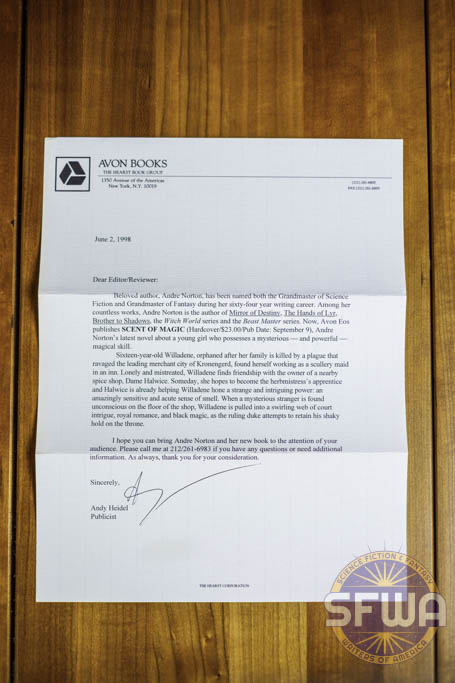 AVON BOOKS
THE HEARST BOOK GROUP
1350 Avenue of the Americas
New York, N.Y. 10019
(212) 261-6800
FAX (212) 261-6895
June 2, 1998
Dear Editor/Reviewer:
Beloved author, Andre Norton, has been named both the Grandmaster of Science
Fiction and Grandmaster of Fantasy during her sixty-four year writing career. Among her
countless works, Andre Norton is the author of Mirror of Destiny, The Hands of Lyr,
Brother to Shadows, the Witch World series and the Beast Master series. Now, Avon Eos
publishes SCENT OF MAGIC (Hardcover/$23.00/Pub Date: September 9), Andre
Norton's latest novel about a young girl who possesses a mysterious — and powerful —
magical skill.
Sixteen-year-old Willadene, orphaned after her family is killed by a plague that
ravaged the leading merchant city of Kronengred, found herself working as a scullery maid
in an inn. Lonely and mistreated, Willadene finds friendship with the owner of a nearby
spice shop, Dame Halwice. Someday, she hopes to become the herbmistress's apprentice
and Halwice is already helping Willadene hone a strange and intriguing power: an
amazingly sensitive and acute sense of smell. When a mysterious stranger is found
unconscious on the floor of the shop, Willadene is pulled into a swirling web of court
intrigue, royal romance, and black magic, as the ruling duke attempts to retain his shaky
hold on the throne.
I hope you can bring Andre Norton and her new book to the attention of your
audience. Please call me at 212/261-6983 if you have any questions or need additional
information. As always, thank you for your consideration.
Sincerely,
Andy Heidel
Publicist
THE HEARST CORPORATION
SCIENCE FICTION & FANTASY
SFWA
WRITERS OF AMERICA